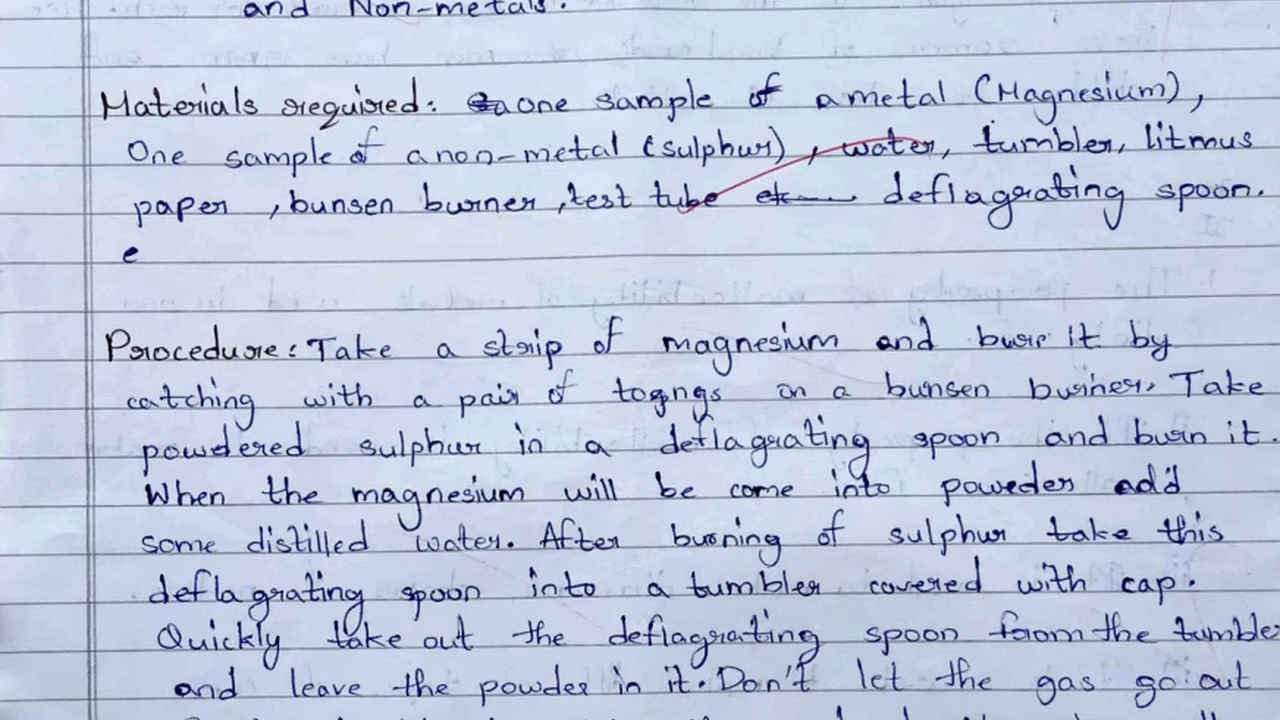 and Non-metals.
Materials required: one sample of a metal (Magnesium),
One sample of a non-metal (sulphur), water, tumbler, litmus
paper, bunsen burner, test tube etc deflagrating spoon.
e
Procedure: Take a strip of magnesium and burn it by
catching with a pair of togngs on a bunsen burner. Take
powdered sulphur in a deflagrating spoon and burn it.
When the magnesium will be come into poweder add
some distilled water. After burning of sulphur take this
deflagrating spoon into a tumbler covered with cap.
Quickly take out the deflagrating spoon from the tumbler
and leave the powder in it. Don't let the gas go out